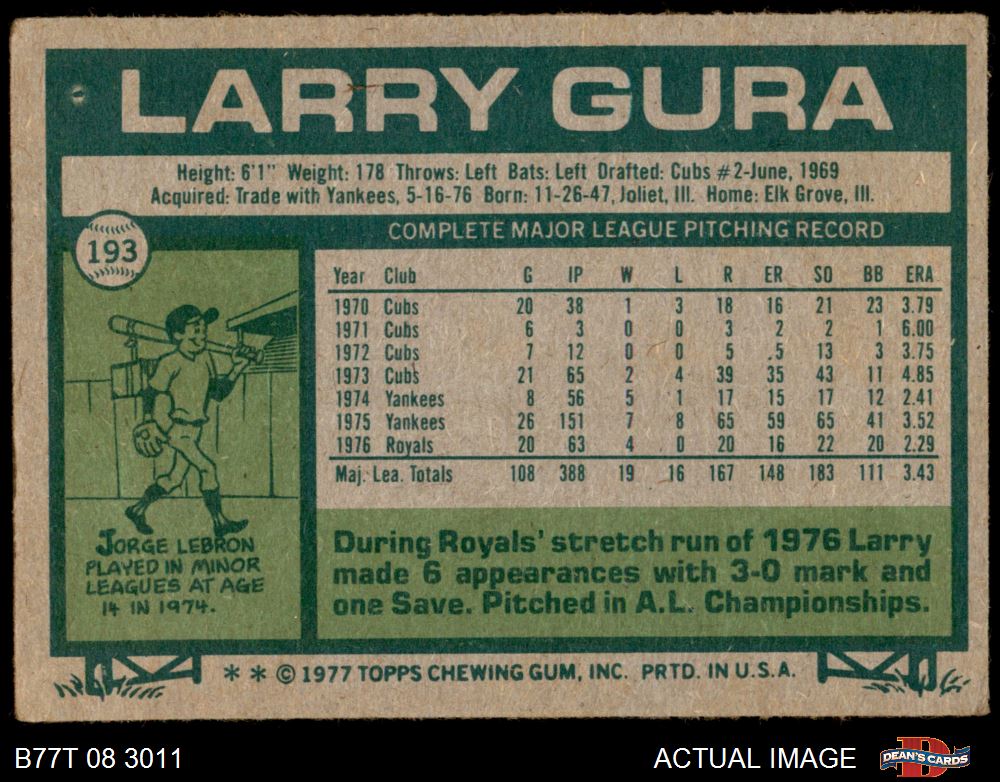 LARRY GURA
Height: 6'1" Weight: 178 Throws: Left Bats: Left Drafted: Cubs #2-June, 1969
Acquired: Trade with Yankees, 5-16-76 Born: 11-26-47, Joliet, Ill. Home: Elk Grove, Ill.
193
COMPLETE MAJOR LEAGUE PITCHING RECORD
Year Club G IP W L R ER SO BB ERA
1970 Cubs 20 38 1 3 18 16 21 23 3.79
1971 Cubs 6 3 0 0 3 2 2 1 6.00
1972 Cubs 7 12 0 0 5 5 13 3 3.75
1973 Cubs 21 65 2 4 39 35 43 11 4.85
1974 Yankees 8 56 5 1 17 15 17 12 2.41
1975 Yankees 26 151 7 8 65 59 65 41 3.52
1976 Royals 20 63 4 0 20 16 22 20 2.29
Maj. Lea. Totals 108 388 19 16 167 148 183 111 3.43
JORGE LEBRON
PLAYED IN MINOR
LEAGUES AT AGE
14 IN 1974.
During Royals' stretch run of 1976 Larry
made 6 appearances with 3-0 mark and
one Save. Pitched in A.L. Championships.
* * © 1977 TOPPS CHEWING GUM, INC. PRTD. IN U.S.A.
B77T 08 3011
ACTUAL IMAGE
DEAN'S CARDS